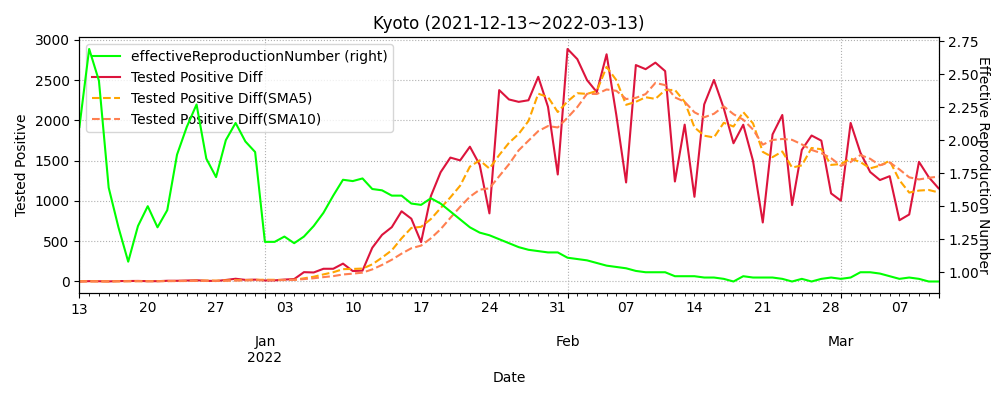 Kyoto (2021-12-13~2022-03-13)
effectiveReproductionNumber (right)
Tested Positive Diff
Tested Positive Diff(SMA5)
Tested Positive Diff(SMA10)
Tested Positive
3000
2500
2000
1500
1000
500
0
Effective Reproduction Number
2.75
2.50
2.25
2.00
1.75
1.50
1.25
1.00
13 20 27 03 10 17 24 31 07 14 21 28 07
Jan Feb Mar
2022
Date